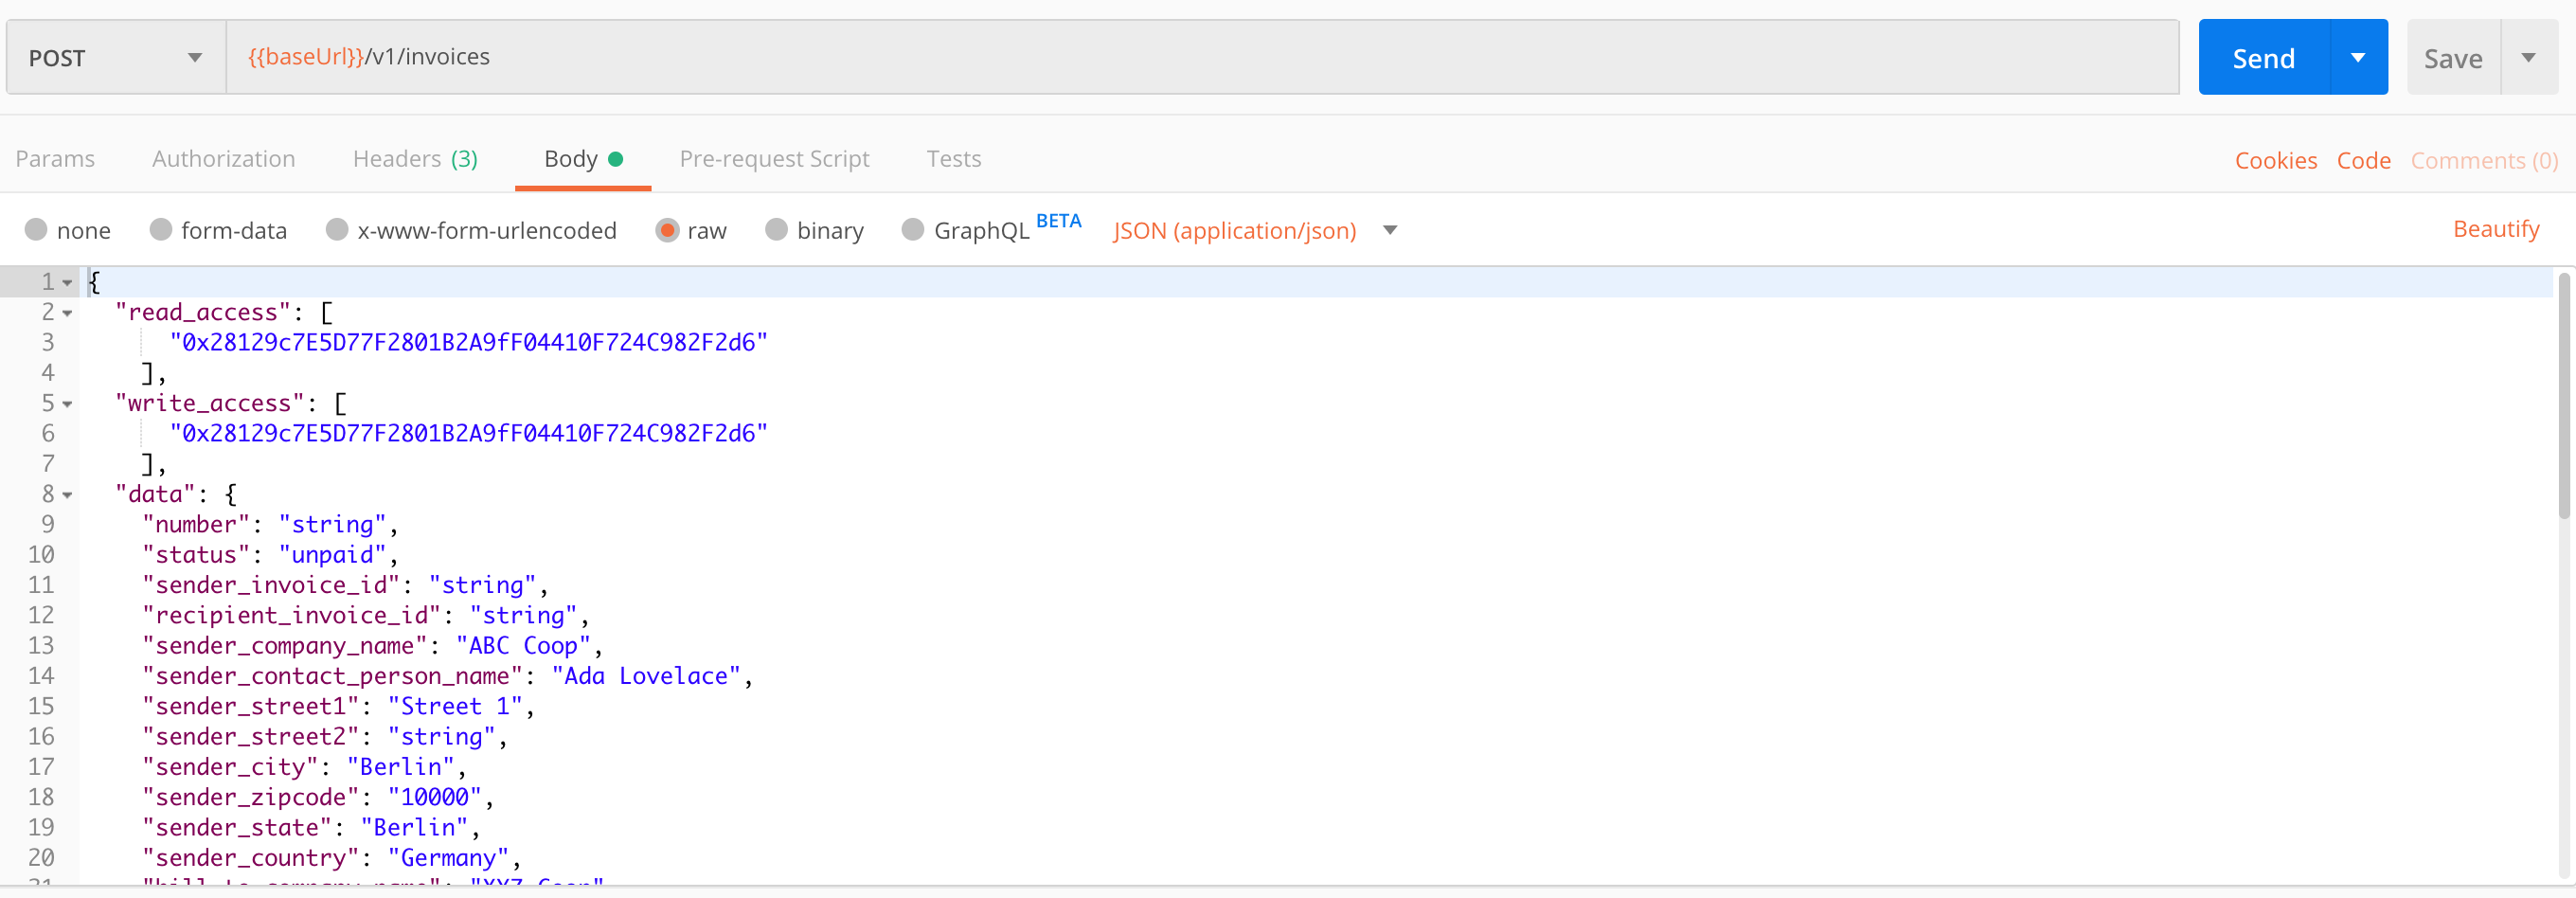 POST {{baseUrl}}/v1/invoices Send Save
Params Authorization Headers (3) Body Pre-request Script Tests Cookies Code Comments (0)
none form-data x-www-form-urlencoded raw binary GraphQL BETA JSON (application/json) Beautify
1 {
2 "read_access": [
3 "0x28129c7E5D77F2801B2A9fF04410F724C982F2d6"
4 ],
5 "write_access": [
6 "0x28129c7E5D77F2801B2A9fF04410F724C982F2d6"
7 ],
8 "data": {
9 "number": "string",
10 "status": "unpaid",
11 "sender_invoice_id": "string",
12 "recipient_invoice_id": "string",
13 "sender_company_name": "ABC Coop",
14 "sender_contact_person_name": "Ada Lovelace",
15 "sender_street1": "Street 1",
16 "sender_street2": "string",
17 "sender_city": "Berlin",
18 "sender_zipcode": "10000",
19 "sender_state": "Berlin",
20 "sender_country": "Germany",